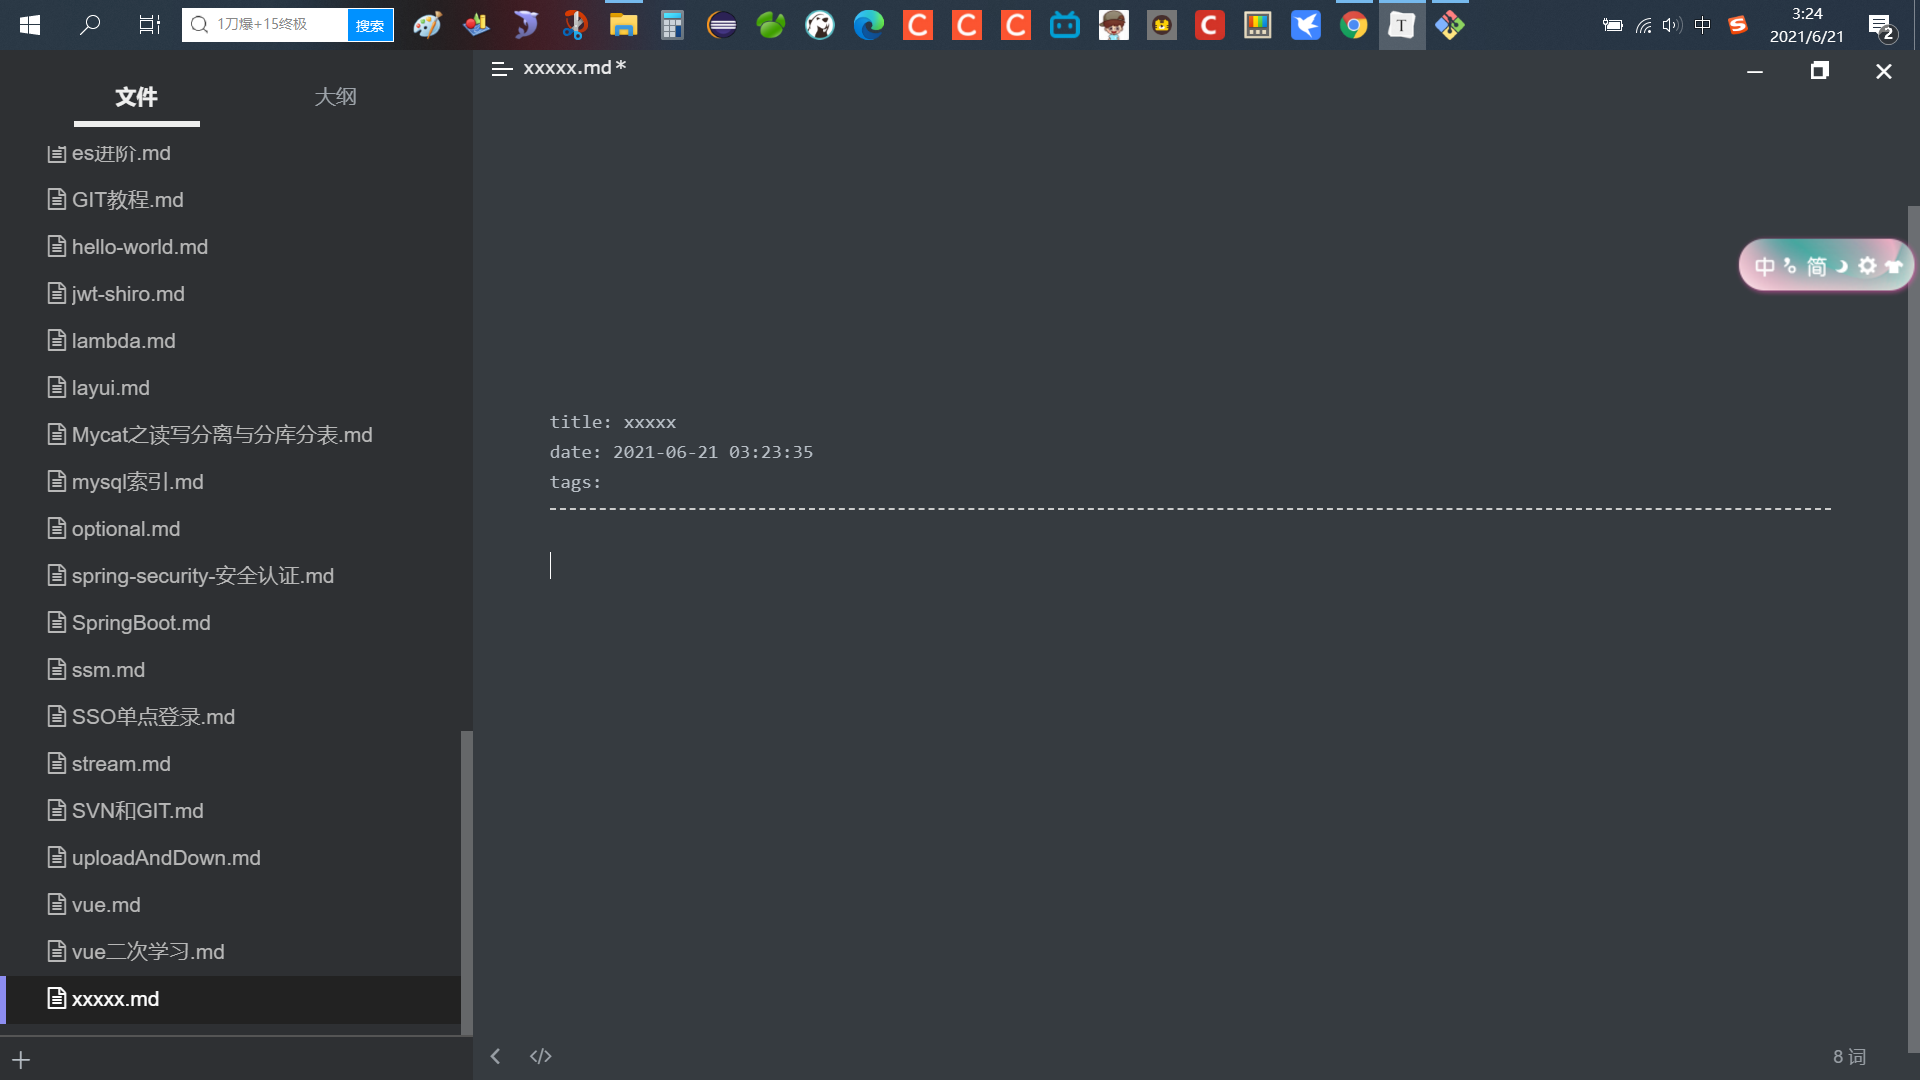 1刀爆+15终极
搜索
T
中
3:24
2021/6/21
2
文件
大纲
es进阶.md
GIT教程.md
hello-world.md
jwt-shiro.md
lambda.md
layui.md
Mycat之读写分离与分库分表.md
mysql索引.md
optional.md
spring-security-安全认证.md
SpringBoot.md
ssm.md
SSO单点登录.md
stream.md
SVN和GIT.md
uploadAndDown.md
vue.md
vue二次学习.md
xxxxx.md
xxxxx.md*
中 简
title: xxxxx
date: 2021-06-21 03:23:35
tags:
</>
8 词